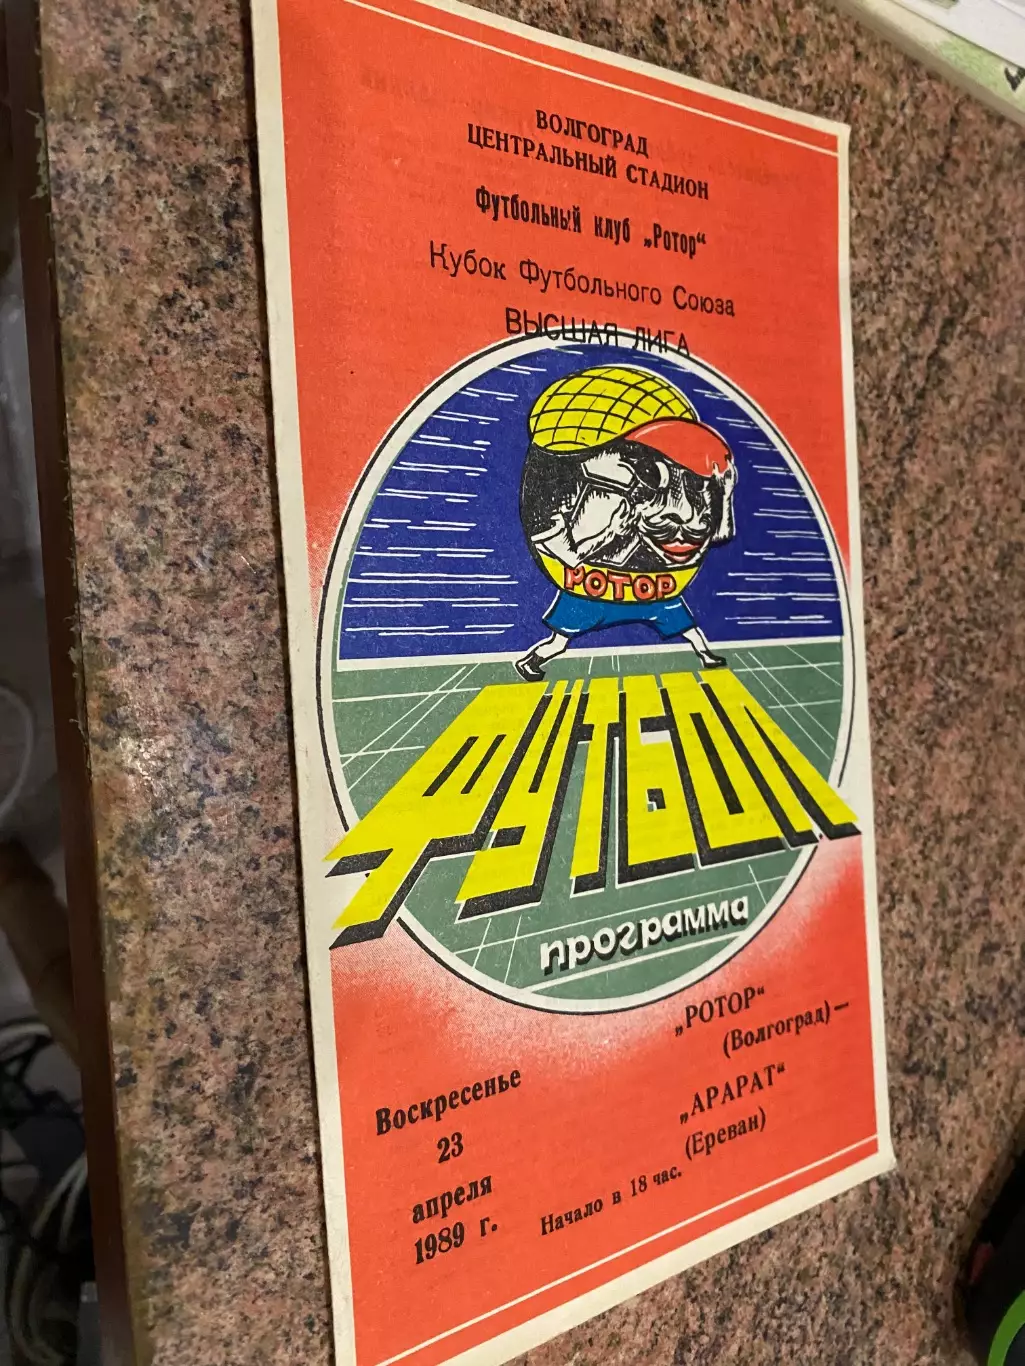 ВОЛГОГРАД
ЦЕНТРАЛЬНЫЙ СТАДИОН
Футбольный клуб „Ротор“
Кубок Футбольного Союза
ВЫСШАЯ ЛИГА
РОТОР
ФУТБОЛ
программа
„РОТОР“
(Волгоград)—
„АРАРАТ“
(Ереван)
Воскресенье
23
апреля
1989 г.
Начало в 18 час.